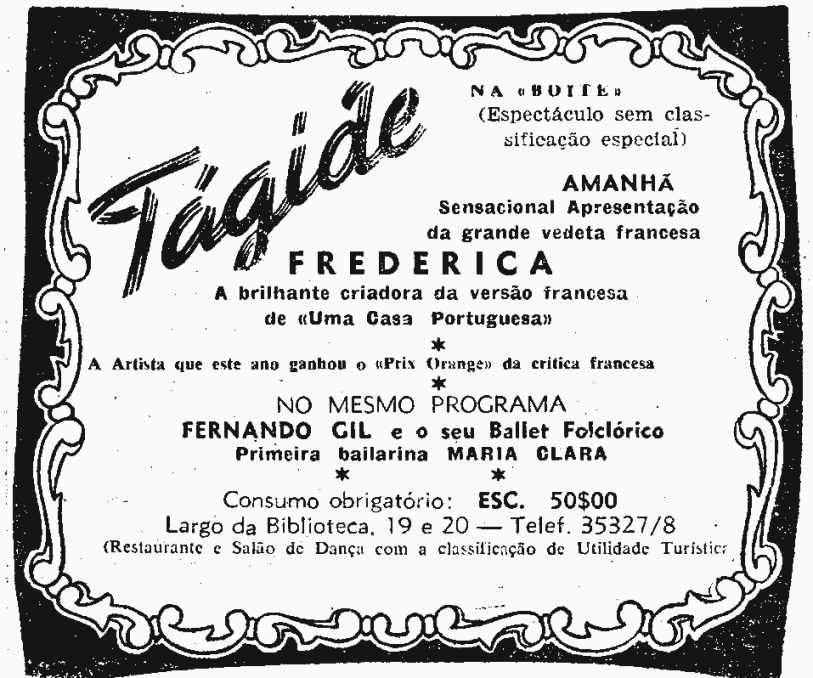 Tágide
NA «BOITE»
(Espectáculo sem clas-
sificação especial)
AMANHÃ
Sensacional Apresentação
da grande vedeta francesa
FREDERICA
A brilhante criadora da versão francesa
de «Uma Casa Portuguesa»
*
A Artista que este ano ganhou o «Prix Orange» da critica francesa
*
NO MESMO PROGRAMA
FERNANDO GIL e o seu Ballet Folclórico
Primeira bailarina MARIA CLARA
* *
Consumo obrigatório: ESC. 50$00
Largo da Biblioteca, 19 e 20 — Telef. 35327/8
(Restaurante e Salão de Dança com a classificação de Utilidade Turística